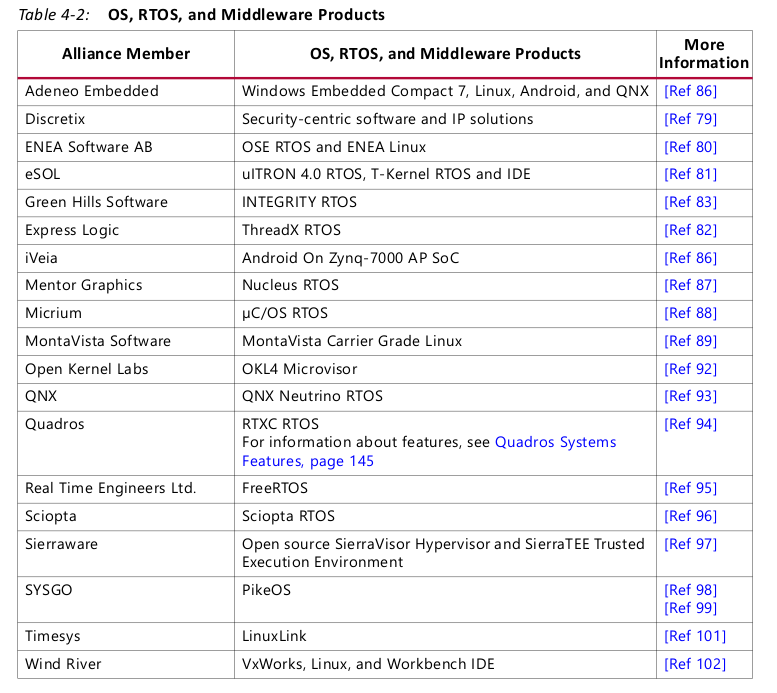 Table 4-2: OS, RTOS, and Middleware Products
Alliance Member OS, RTOS, and Middleware Products More Information
Adeneo Embedded Windows Embedded Compact 7, Linux, Android, and QNX [Ref 86]
Discretix Security-centric software and IP solutions [Ref 79]
ENEA Software AB OSE RTOS and ENEA Linux [Ref 80]
eSOL uITRON 4.0 RTOS, T-Kernel RTOS and IDE [Ref 81]
Green Hills Software INTEGRITY RTOS [Ref 83]
Express Logic ThreadX RTOS [Ref 82]
iVeia Android On Zynq-7000 AP SoC [Ref 86]
Mentor Graphics Nucleus RTOS [Ref 87]
Micrium µC/OS RTOS [Ref 88]
MontaVista Software MontaVista Carrier Grade Linux [Ref 89]
Open Kernel Labs OKL4 Microvisor [Ref 92]
QNX QNX Neutrino RTOS [Ref 93]
Quadros RTXC RTOS [Ref 94]
For information about features, see Quadros Systems
Features, page 145
Real Time Engineers Ltd. FreeRTOS [Ref 95]
Sciopta Sciopta RTOS [Ref 96]
Sierraware Open source SierraVisor Hypervisor and SierraTEE Trusted [Ref 97]
Execution Environment
SYSGO PikeOS [Ref 98]
[Ref 99]
Timesys LinuxLink [Ref 101]
Wind River VxWorks, Linux, and Workbench IDE [Ref 102]